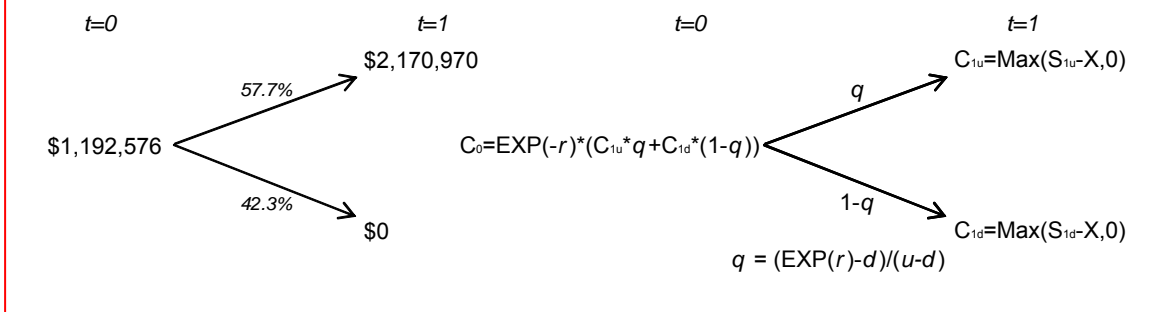 t=0 t=1 t=0 t=1
$2,170,970 C1u=Max(S1u-X,0)
57.7% q
$1,192,576 C0=EXP(-r)*(C1u*q+C1d*(1-q))
42.3% 1-q
$0 C1d=Max(S1d-X,0)
q = (EXP(r)-d)/(u-d)